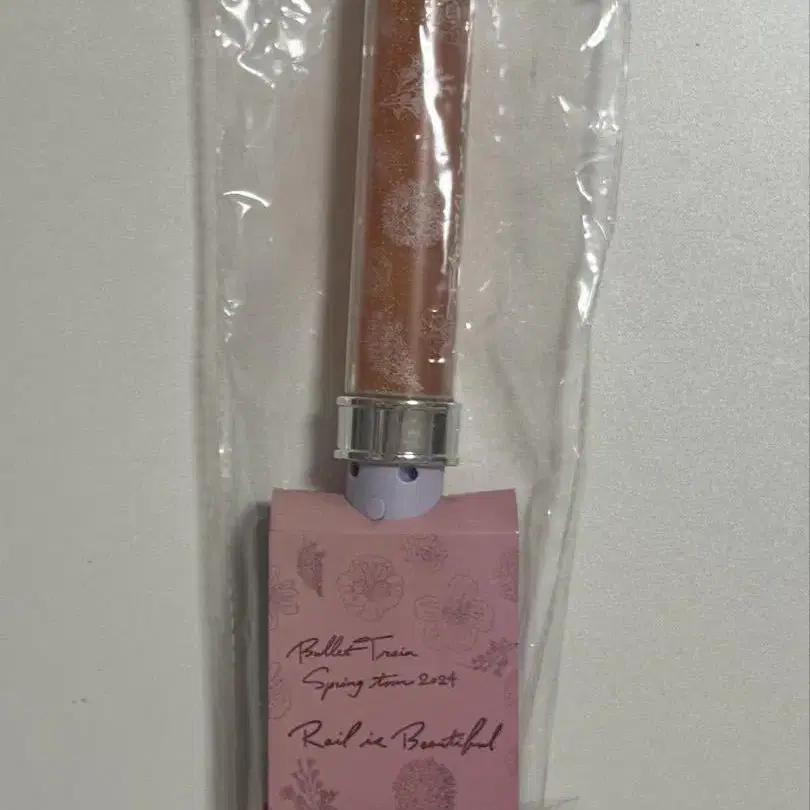 Bullet Train
Spring tour 2024
Rail is Beautiful